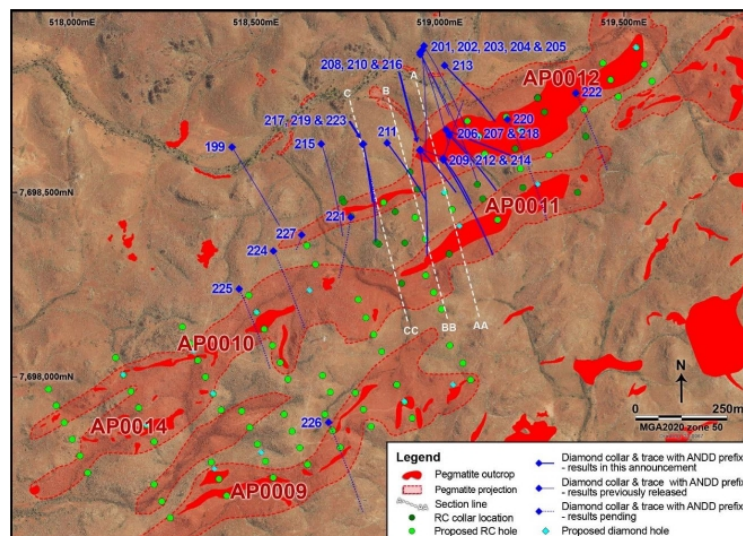 518,000mE
518,500mE
519,000mE
519,500mE
201, 202, 203, 204 & 205
208, 210 & 216
213
A
AP0012
B
C
222
217, 219 & 223
220
211
206, 207 & 218
199
215
209, 212 & 214
7,698,500mN
AP0011
221
227
224
225
CC
BB
AA
AP0010
7,698,000mN
N
AP0014
226
0
250m
MGA2020 zone 50
AP0009
Legend
Pegmatite outcrop
Pegmatite projection
Section line
RC collar location
Proposed RC hole
Diamond collar & trace with ANDD prefix
- results in this announcement
Diamond collar & trace with ANDD prefix
- results previously released
Diamond collar & trace with ANDD prefix
- results pending
Proposed diamond hole